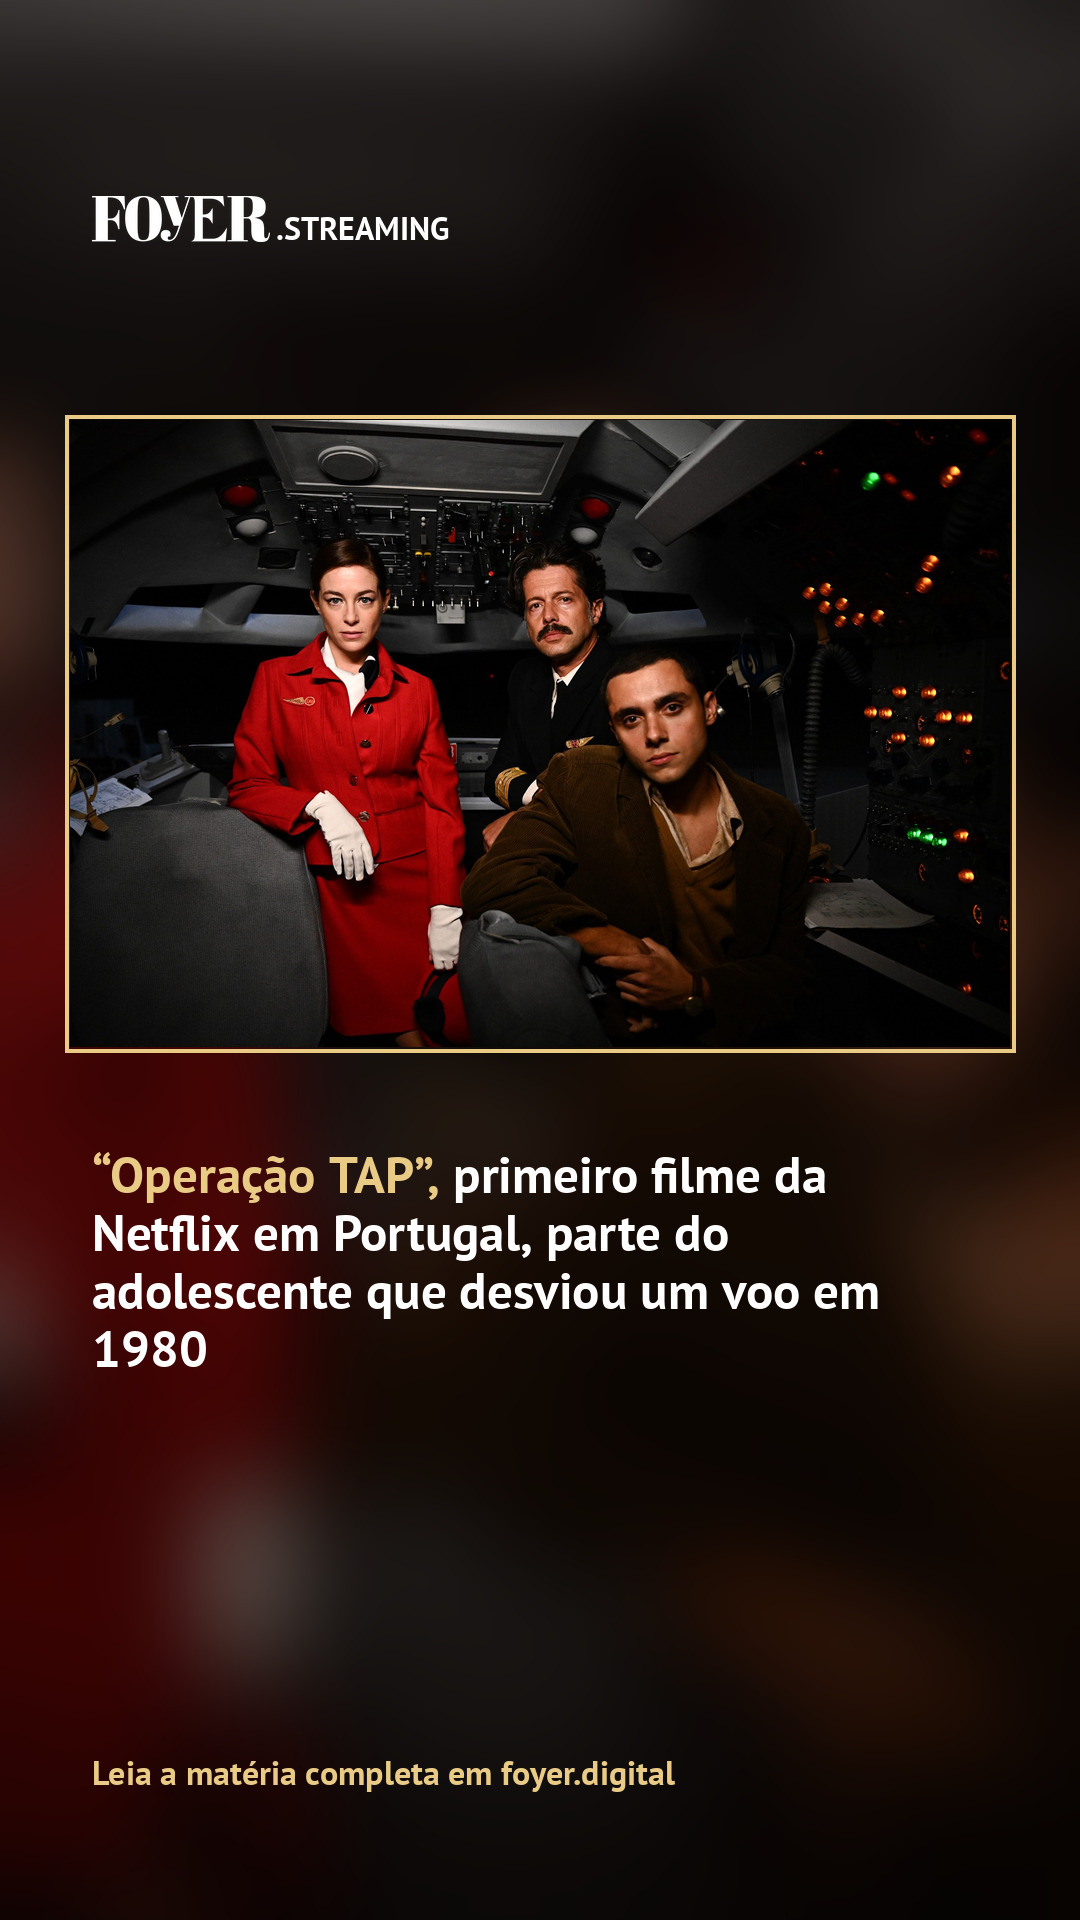 FOYER .STREAMING
“Operação TAP”, primeiro filme da
Netflix em Portugal, parte do
adolescente que desviou um voo em
1980
Leia a matéria completa em foyer.digital